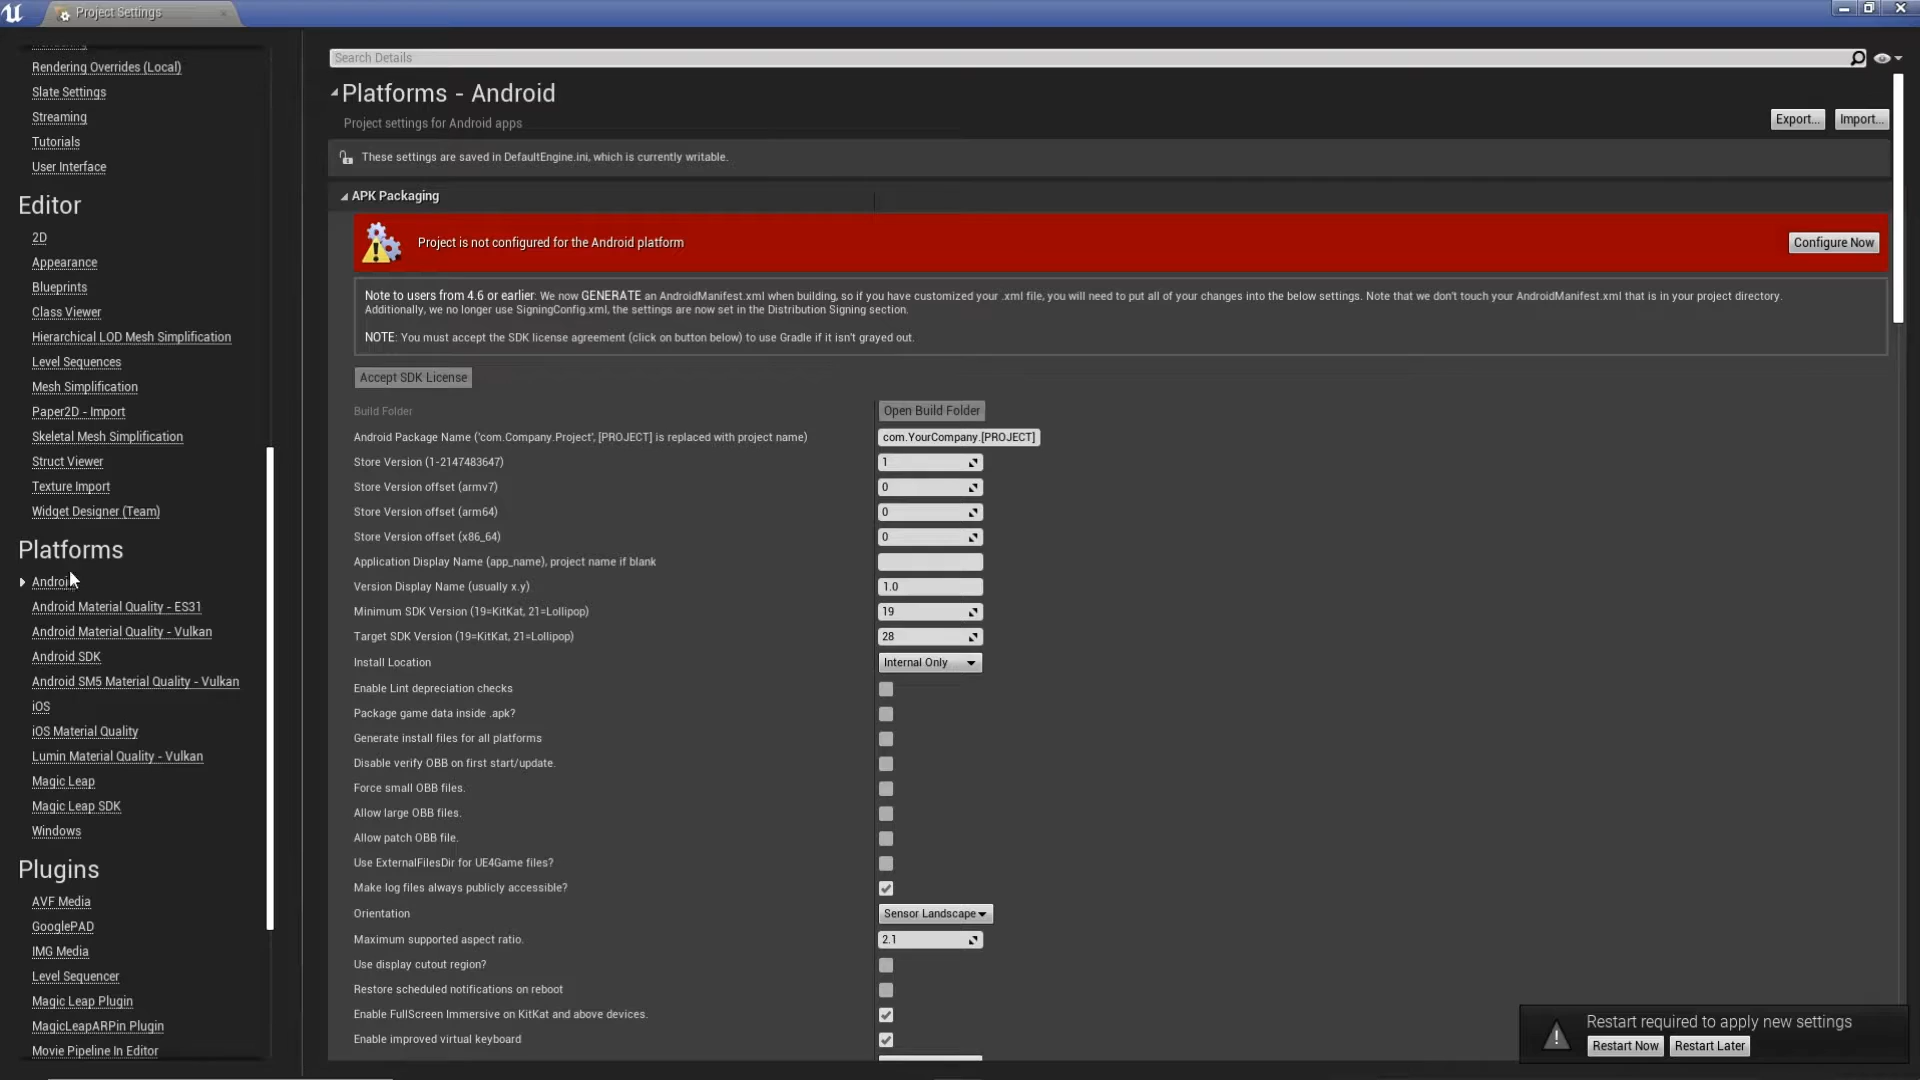 Project Settings
Rendering Overrides (Local)
Slate Settings
Streaming
Tutorials
User Interface
Editor
2D
Appearance
Blueprints
Class Viewer
Hierarchical LOD Mesh Simplification
Level Sequences
Mesh Simplification
Paper2D - Import
Skeletal Mesh Simplification
Struct Viewer
Texture Import
Widget Designer (Team)
Platforms
Androi
Android Material Quality - ES31
Android Material Quality - Vulkan
Android SDK
Android SM5 Material Quality - Vulkan
iOS
iOS Material Quality
Lumin Material Quality - Vulkan
Magic Leap
Magic Leap SDK
Windows
Plugins
AVF Media
GooglePAD
IMG Media
Level Sequencer
Magic Leap Plugin
MagicLeapARPin Plugin
Movie Pipeline In Editor
Search Details
Platforms - Android
Project settings for Android apps
Export... Import...
These settings are saved in DefaultEngine.ini, which is currently writable.
APK Packaging
Project is not configured for the Android platform
Configure Now
Note to users from 4.6 or earlier: We now GENERATE an AndroidManifest.xml when building, so if you have customized your .xml file, you will need to put all of your changes into the below settings. Note that we don't touch your AndroidManifest.xml that is in your project directory.
Additionally, we no longer use SigningConfig.xml, the settings are now set in the Distribution Signing section.
NOTE: You must accept the SDK license agreement (click on button below) to use Gradle if it isn't grayed out.
Accept SDK License
Build Folder Open Build Folder
Android Package Name ('com.Company.Project', [PROJECT] is replaced with project name) com.YourCompany.[PROJECT]
Store Version (1-2147483647) 1
Store Version offset (armv7) 0
Store Version offset (arm64) 0
Store Version offset (x86_64) 0
Application Display Name (app_name), project name if blank
Version Display Name (usually x.y) 1.0
Minimum SDK Version (19=KitKat, 21=Lollipop) 19
Target SDK Version (19=KitKat, 21=Lollipop) 28
Install Location Internal Only
Enable Lint depreciation checks
Package game data inside .apk?
Generate install files for all platforms
Disable verify OBB on first start/update.
Force small OBB files.
Allow large OBB files.
Allow patch OBB file.
Use ExternalFilesDir for UE4Game files?
Make log files always publicly accessible?
Orientation Sensor Landscape
Maximum supported aspect ratio. 2.1
Use display cutout region?
Restore scheduled notifications on reboot
Enable FullScreen Immersive on KitKat and above devices.
Enable improved virtual keyboard
Restart required to apply new settings
Restart Now Restart Later